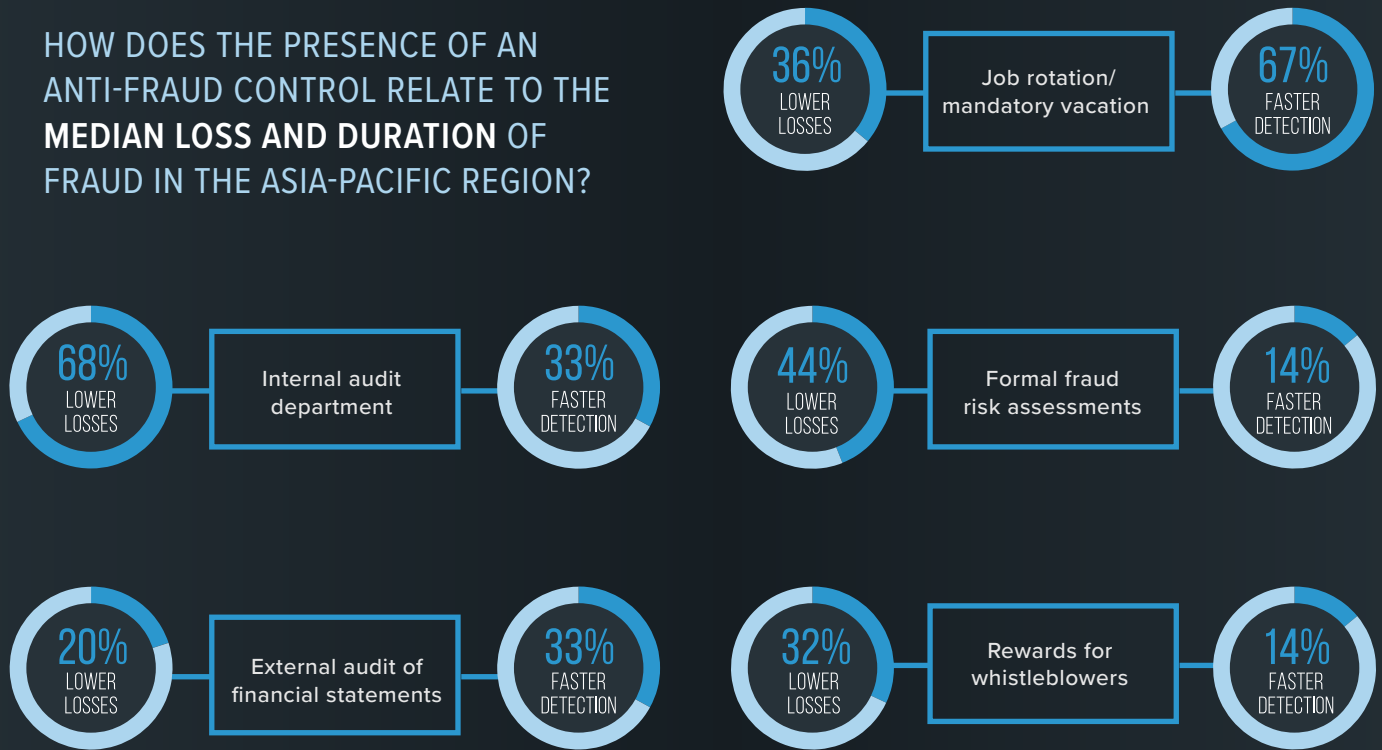 HOW DOES THE PRESENCE OF AN
ANTI-FRAUD CONTROL RELATE TO THE
MEDIAN LOSS AND DURATION OF
FRAUD IN THE ASIA-PACIFIC REGION?
36%
LOWER
LOSSES
Job rotation/
mandatory vacation
67%
FASTER
DETECTION
68%
LOWER
LOSSES
Internal audit
department
33%
FASTER
DETECTION
44%
LOWER
LOSSES
Formal fraud
risk assessments
14%
FASTER
DETECTION
20%
LOWER
LOSSES
External audit of
financial statements
33%
FASTER
DETECTION
32%
LOWER
LOSSES
Rewards for
whistleblowers
14%
FASTER
DETECTION